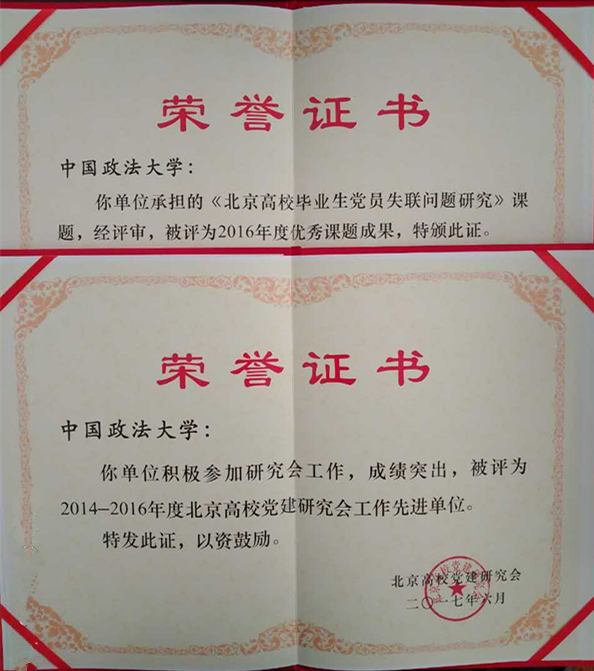 荣誉证书
中国政法大学：
你单位承担的《北京高校毕业生党员失联问题研究》课
题，经评审，被评为2016年度优秀课题成果，特颁此证。
荣誉证书
中国政法大学：
你单位积极参加研究会工作，成绩突出，被评为
2014–2016年度北京高校党建研究会工作先进单位。
特发此证，以资鼓励。
北京高校党建研究会
二〇一七年六月